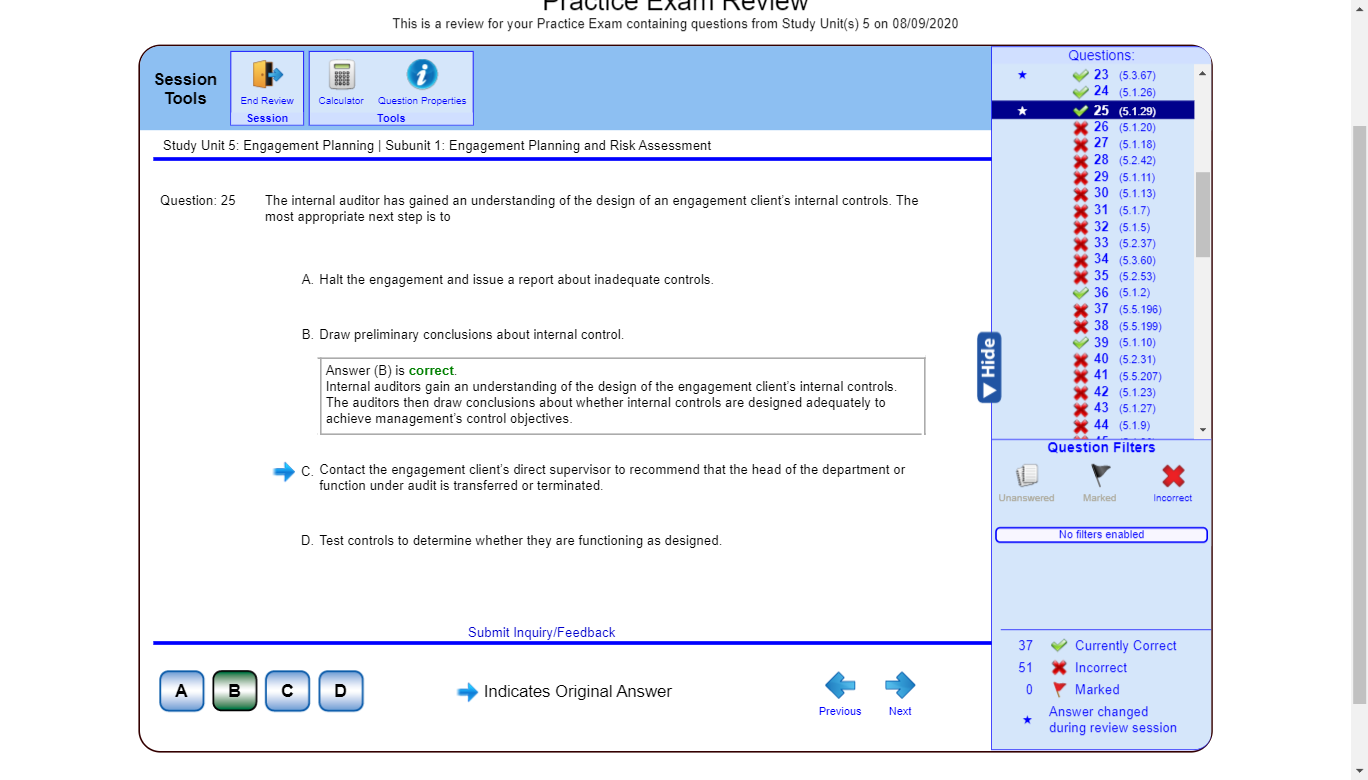 Practice Exam Review
This is a review for your Practice Exam containing questions from Study Unit(s) 5 on 08/09/2020
Session
Tools
End Review
Session
Calculator
Question Properties
Tools
Study Unit 5: Engagement Planning | Subunit 1: Engagement Planning and Risk Assessment
Question: 25
The internal auditor has gained an understanding of the design of an engagement client's internal controls. The
most appropriate next step is to
A. Halt the engagement and issue a report about inadequate controls.
B. Draw preliminary conclusions about internal control.
Answer (B) is correct.
Internal auditors gain an understanding of the design of the engagement client's internal controls.
The auditors then draw conclusions about whether internal controls are designed adequately to
achieve management's control objectives.
C. Contact the engagement client's direct supervisor to recommend that the head of the department or
function under audit is transferred or terminated.
D. Test controls to determine whether they are functioning as designed.
Submit Inquiry/Feedback
A
B
C
D
Indicates Original Answer
Previous
Next
Hide
Questions:
23 (5.3.67)
24 (5.1.26)
25 (5.1.29)
26 (5.1.20)
27 (5.1.18)
28 (5.2.42)
29 (5.1.11)
30 (5.1.13)
31 (5.1.7)
32 (5.1.5)
33 (5.2.37)
34 (5.3.60)
35 (5.2.53)
36 (5.1.2)
37 (5.5.196)
38 (5.5.199)
39 (5.1.10)
40 (5.2.31)
41 (5.5.207)
42 (5.1.23)
43 (5.1.27)
44 (5.1.9)
Question Filters
Unanswered
Marked
Incorrect
No filters enabled
37 Currently Correct
51 Incorrect
0 Marked
Answer changed
during review session